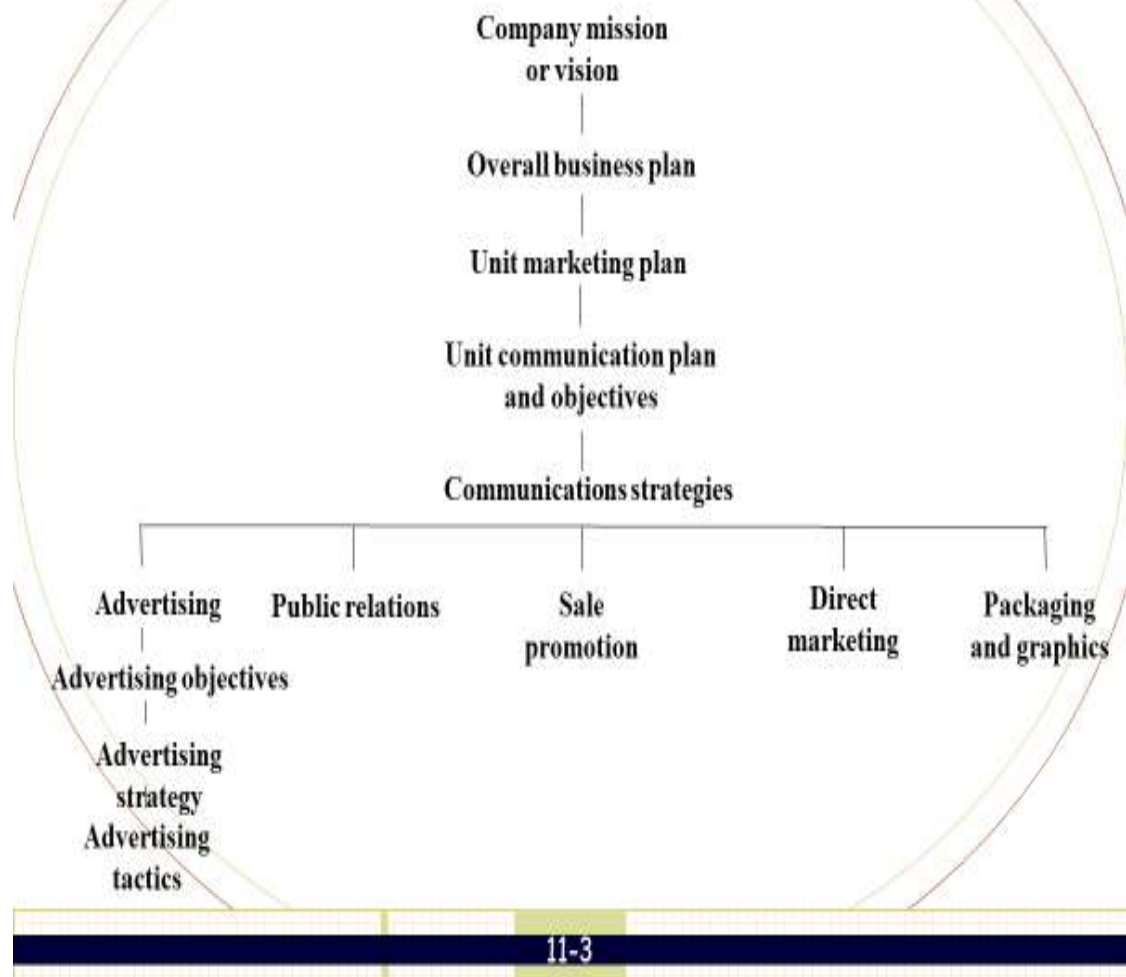 Company mission
or vision
Overall business plan
Unit marketing plan
Unit communication plan
and objectives
Communications strategies
Advertising
Public relations
Sale
promotion
Direct
marketing
Packaging
and graphics
Advertising objectives
Advertising
strategy
Advertising
tactics
11-3